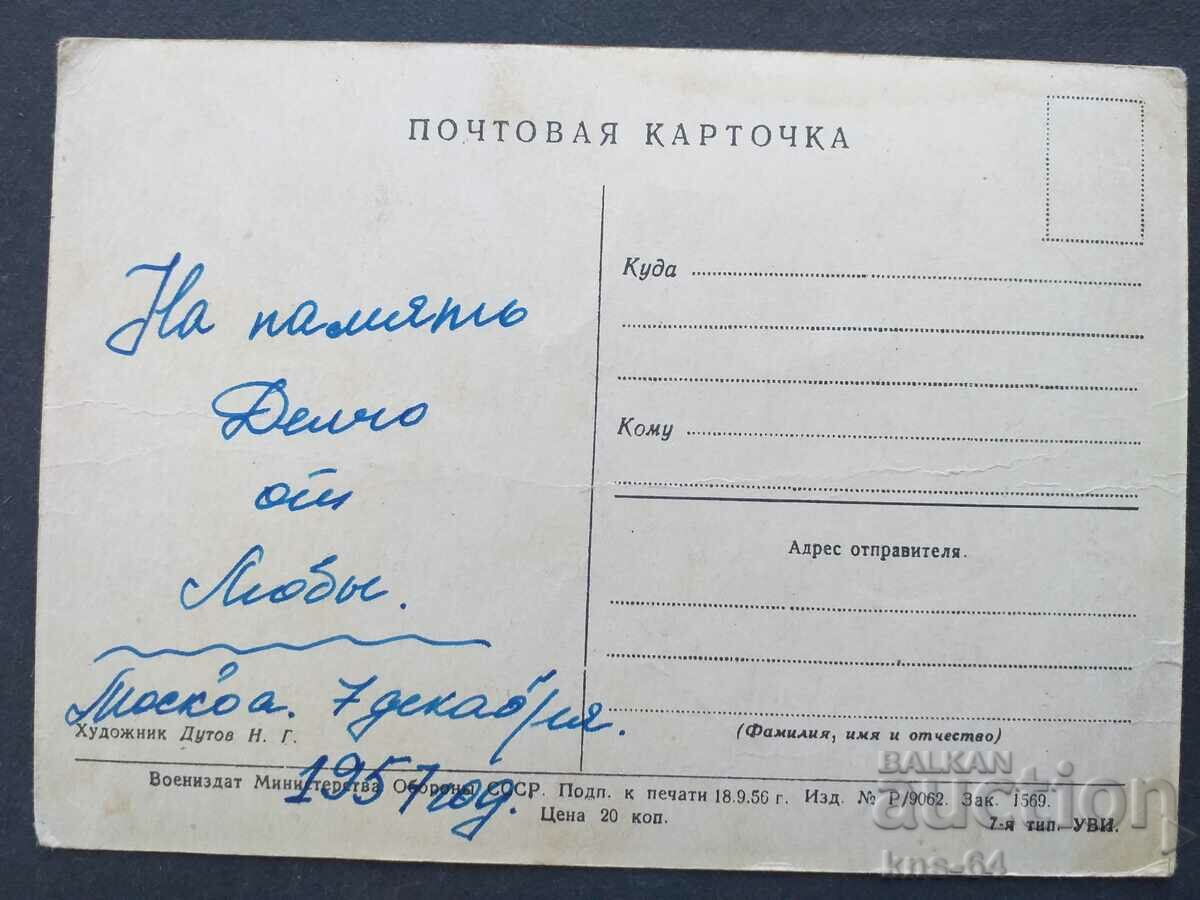 ПОЧТОВАЯ КАРТОЧКА
На память
Делчо
от
Любы.
Москва. 7 декабря.
1957 год.
Художник Дутов Н. Г.
Куда
Кому
Адрес отправителя.
(Фамилия, имя и отчество)
Воениздат Министерства Обороны СССР. Подп. к печати 18.9.56 г. Изд. № Р/9062. Зак. 1569.
Цена 20 коп.
7-я тип. УВИ.
BALKAN
auction
kns-64